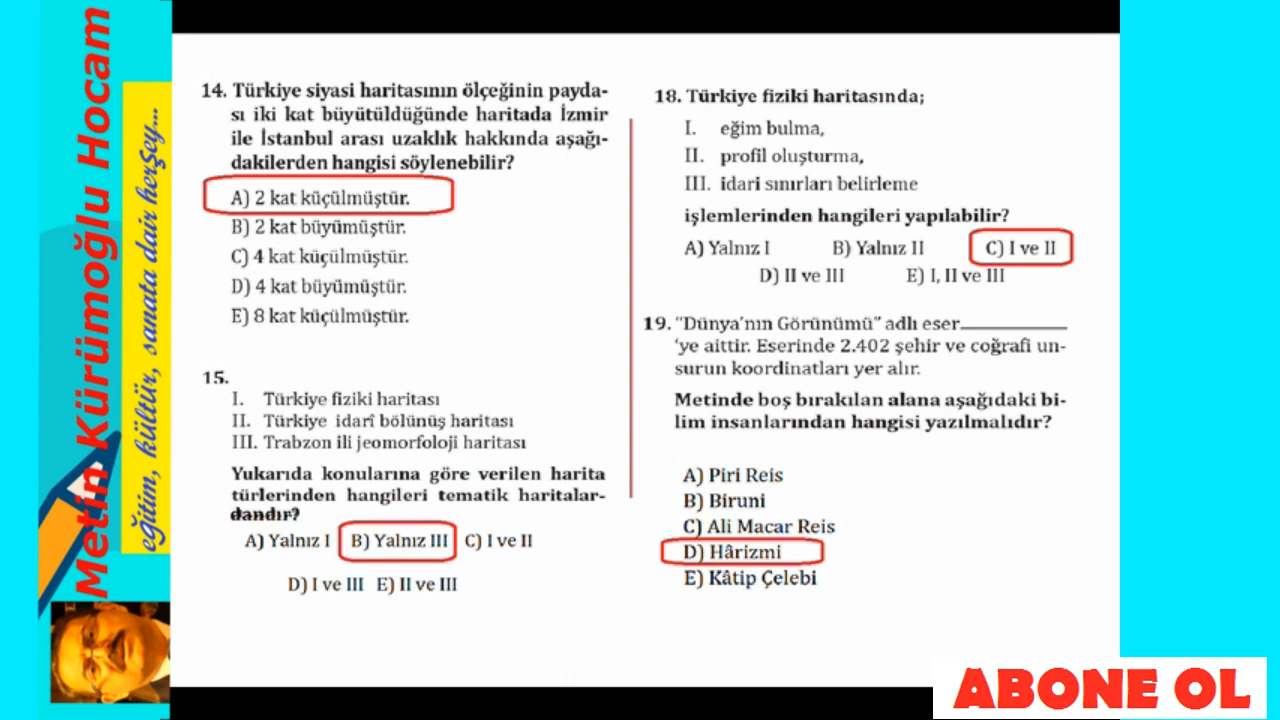 Metin Kürümoğlu Hocam
eğitim, kültür, sanata dair herşey...
14. Türkiye siyasi haritasının ölçeğinin payda-
sı iki kat büyütüldüğünde haritada İzmir
ile İstanbul arası uzaklık hakkında aşağı-
dakilerden hangisi söylenebilir?
A) 2 kat küçülmüştür.
B) 2 kat büyümüştür.
C) 4 kat küçülmüştür.
D) 4 kat büyümüştür.
E) 8 kat küçülmüştür.
15.
I. Türkiye fiziki haritası
II. Türkiye idarî bölünüş haritası
III. Trabzon ili jeomorfoloji haritası
Yukarıda konularına göre verilen harita
türlerinden hangileri tematik haritalar-
dandır?
A) Yalnız I B) Yalnız III C) I ve II
D) I ve III E) II ve III
18. Türkiye fiziki haritasında;
I. eğim bulma,
II. profil oluşturma,
III. idari sınırları belirleme
işlemlerinden hangileri yapılabilir?
A) Yalnız I B) Yalnız II C) I ve II
D) II ve III E) I, II ve III
19. “Dünya’nın Görünümü” adlı eser__________
‘ye aittir. Eserinde 2.402 şehir ve coğrafi un-
surun koordinatları yer alır.
Metinde boş bırakılan alana aşağıdaki bi-
lim insanlarından hangisi yazılmalıdır?
A) Piri Reis
B) Biruni
C) Ali Macar Reis
D) Hârizmi
E) Kâtip Çelebi
ABONE OL